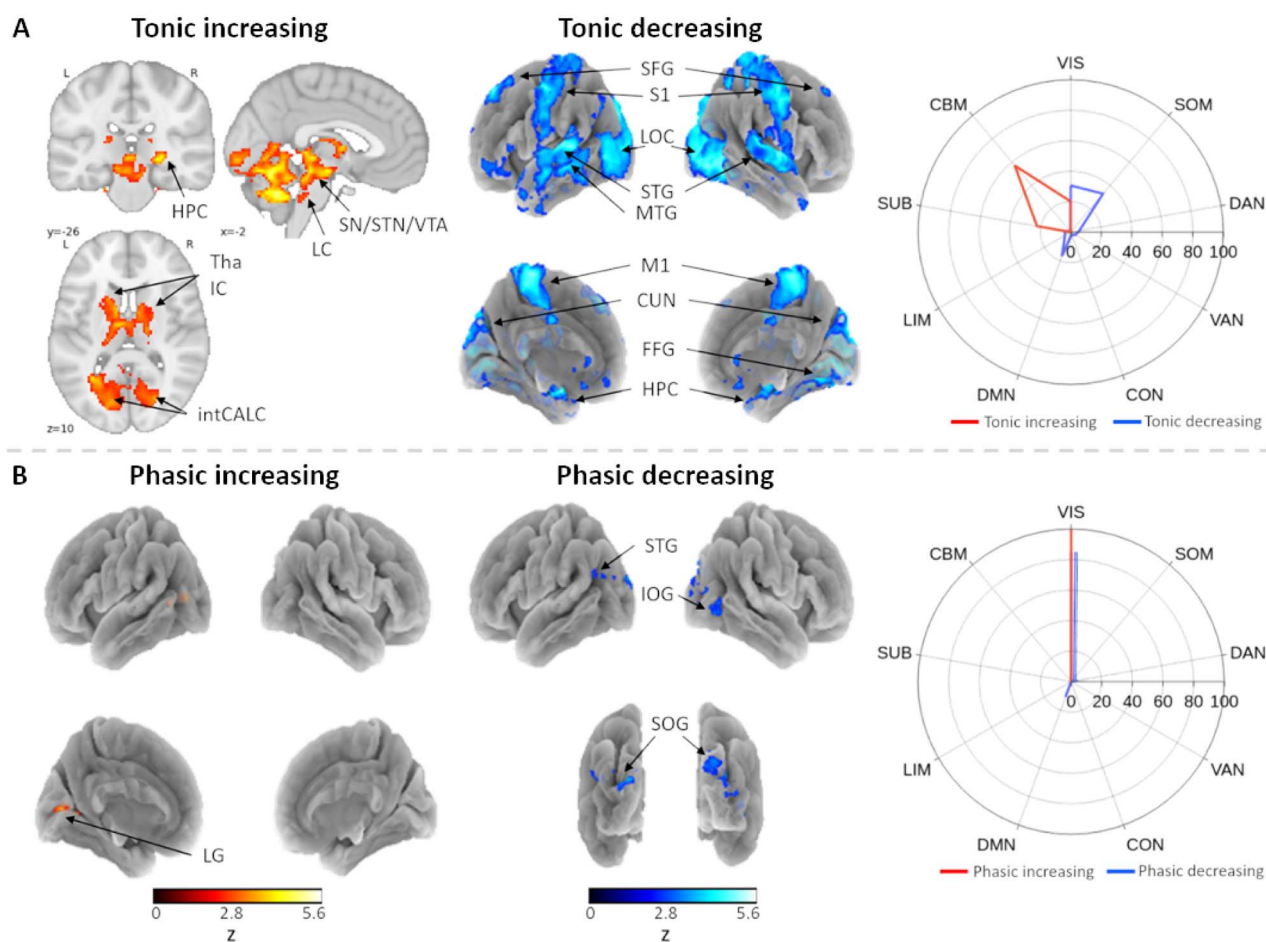 A
Tonic increasing
Tonic decreasing
L
R
HPC
y=-26
x=-2
LC
SN/STN/VTA
L
R
Tha
IC
intCALC
z=10
SFG
S1
LOC
STG
MTG
M1
CUN
FFG
HPC
VIS
CBM
SOM
SUB
DAN
0 20 40 60 80 100
LIM
VAN
DMN
CON
Tonic increasing
Tonic decreasing
B
Phasic increasing
Phasic decreasing
LG
STG
IOG
SOG
VIS
CBM
SOM
SUB
DAN
0 20 40 60 80 100
LIM
VAN
DMN
CON
Phasic increasing
Phasic decreasing
0 2.8 5.6
z
0 2.8 5.6
z